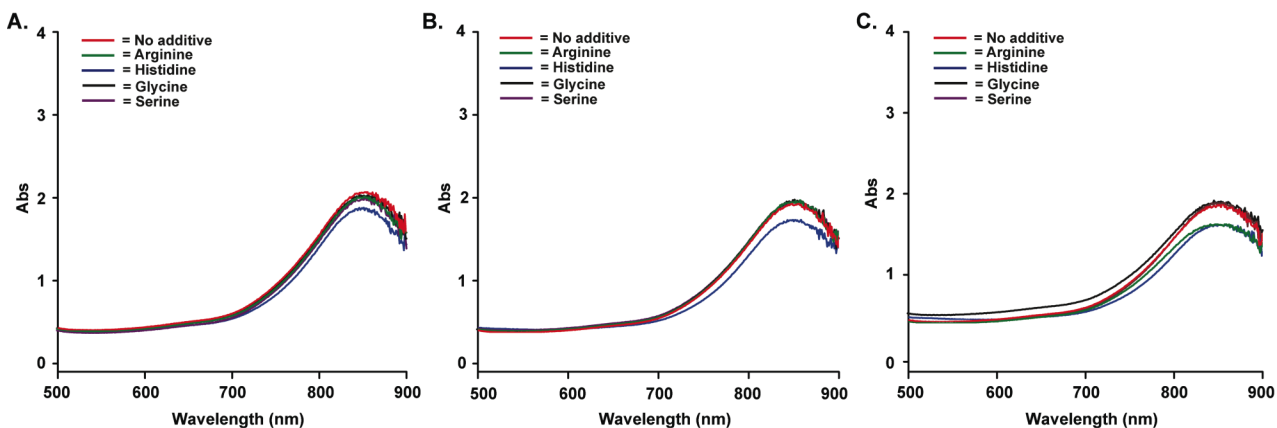 A.
= No additive
= Arginine
= Histidine
= Glycine
= Serine
4
3
2
1
0
Abs
500 600 700 800 900
Wavelength (nm)
B.
= No additive
= Arginine
= Histidine
= Glycine
= Serine
4
3
2
1
0
Abs
500 600 700 800 900
Wavelength (nm)
C.
= No additive
= Arginine
= Histidine
= Glycine
= Serine
4
3
2
1
0
Abs
500 600 700 800 900
Wavelength (nm)